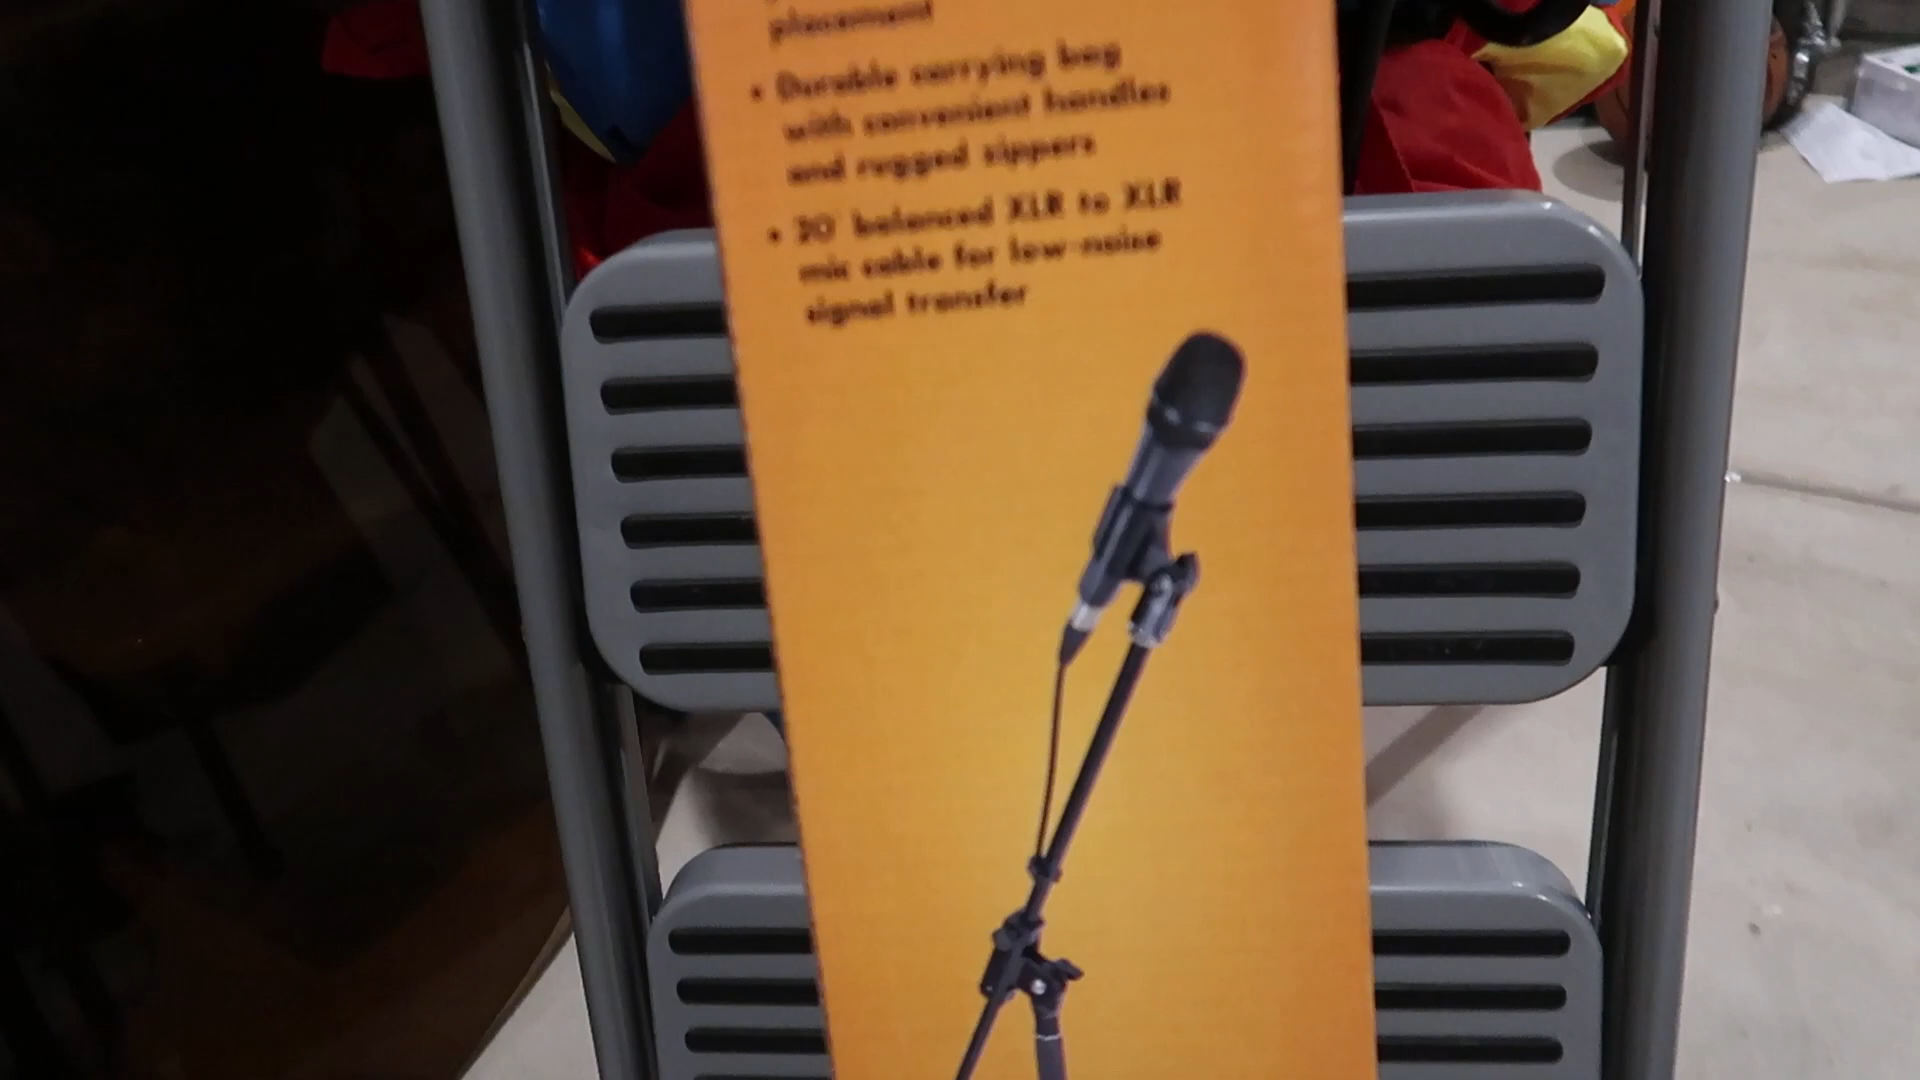 placement
• Durable carrying bag
with convenient handles
and rugged zippers
• 20' balanced XLR to XLR
mic cable for low-noise
signal transfer